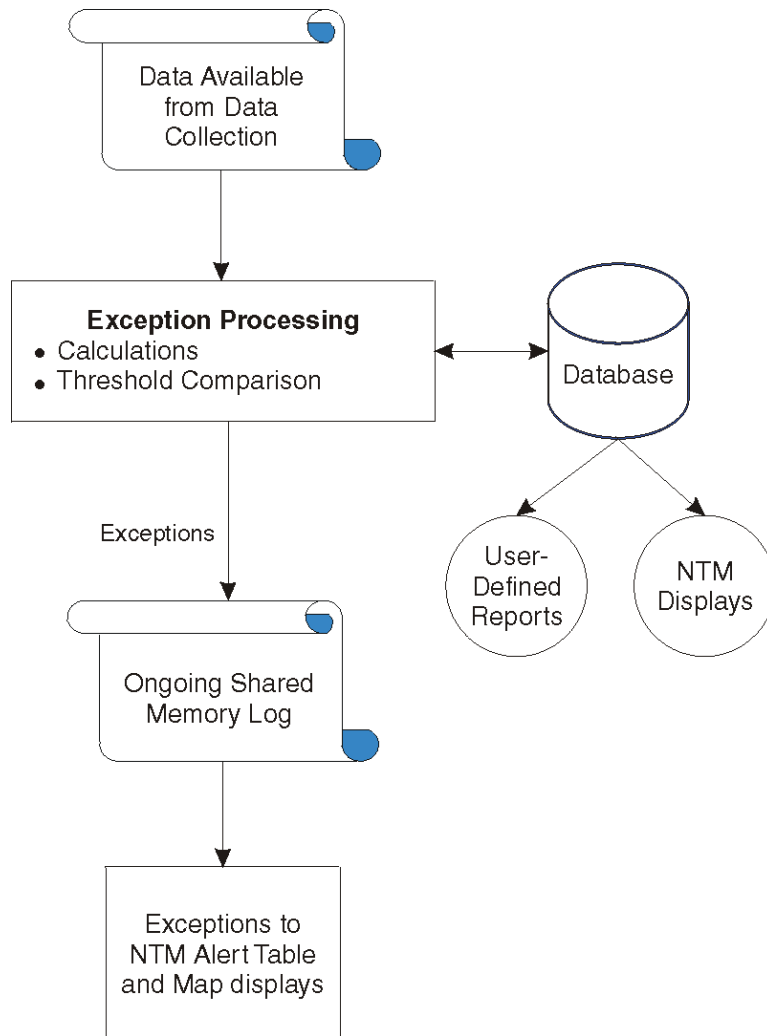 Data Available
from Data
Collection
Exception Processing
• Calculations
• Threshold Comparison
Database
Exceptions
User-
Defined
Reports
NTM
Displays
Ongoing Shared
Memory Log
Exceptions to
NTM Alert Table
and Map displays